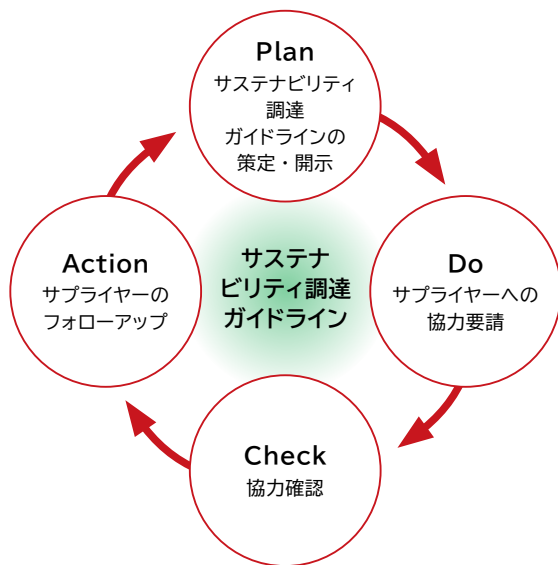 Plan
サステナビリティ
調達
ガイドラインの
策定・開示
Action
サプライヤーの
フォローアップ
サステナ
ビリティ調達
ガイドライン
Do
サプライヤーへの
協力要請
Check
協力確認